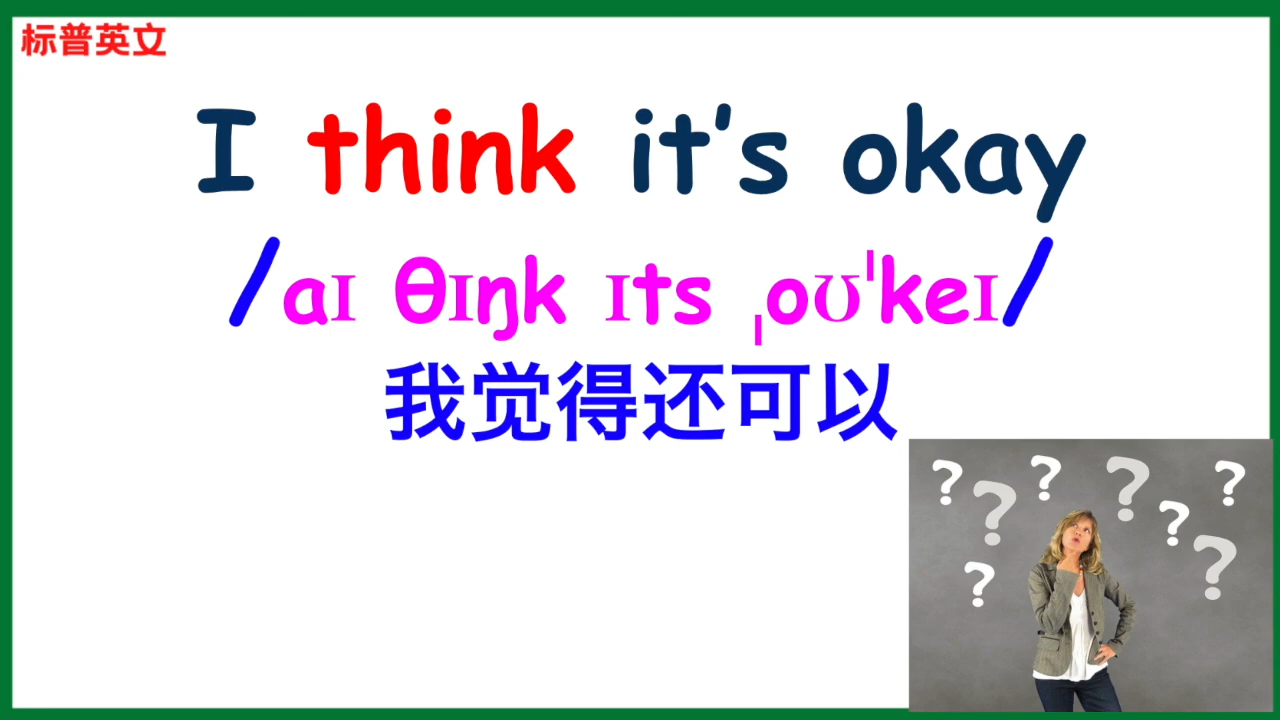 标普英文
I think it's okay
/aɪ θɪŋk ɪts ˌoʊˈkeɪ/
我觉得还可以
? ? ? ? ? ? ? ?